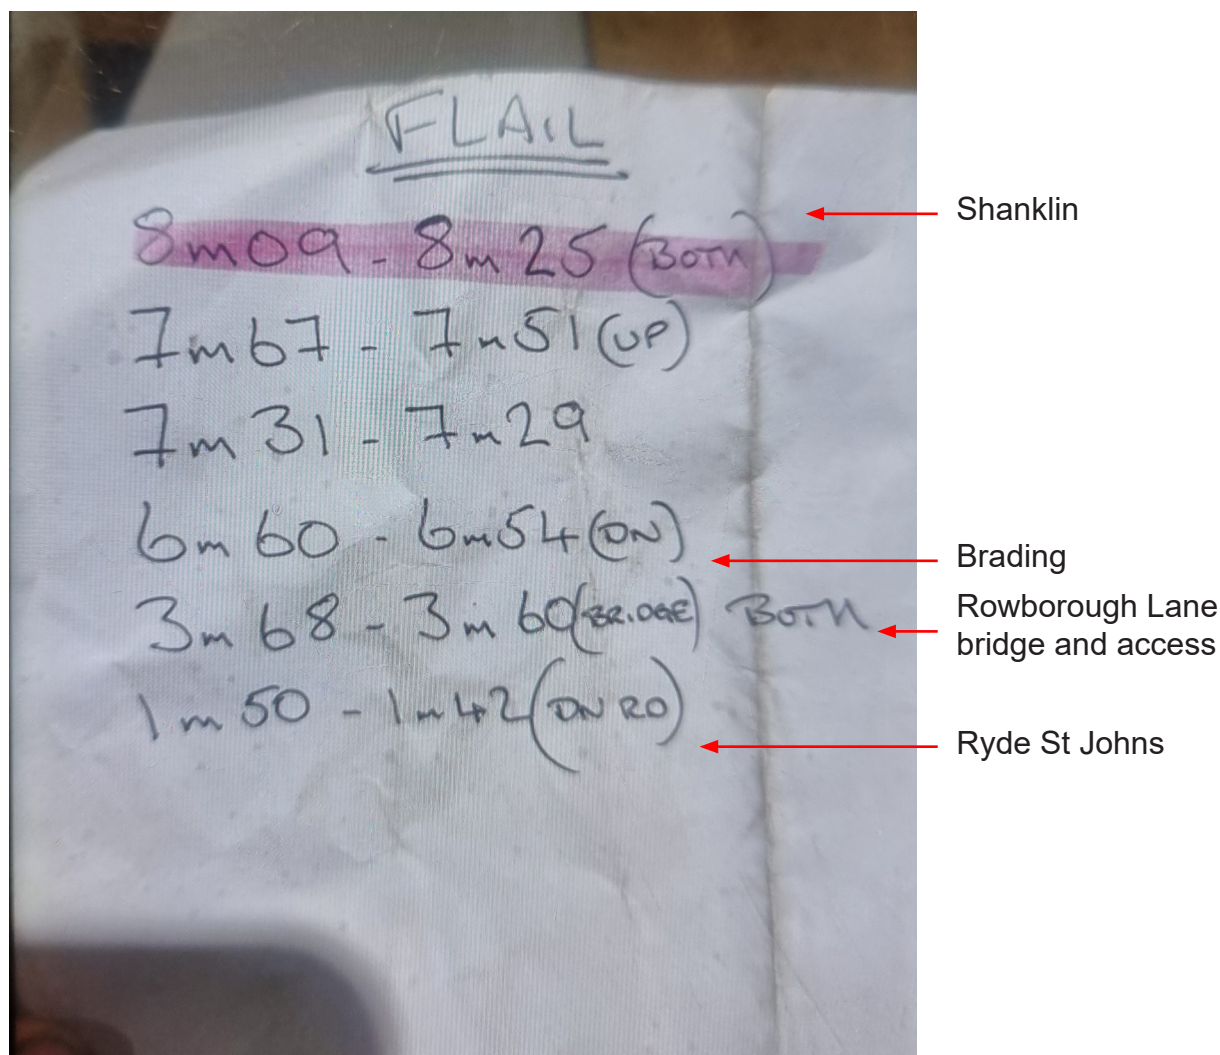 FLAIL
8m09 - 8m25 (BOTH)
Shanklin
7m67 - 7m51 (UP)
7m31 - 7m29
6m60 - 6m54 (DN)
Brading
3m68 - 3m60 (BRIDGE) BOTH
Rowborough Lane
bridge and access
1m50 - 1m42 (DN RD)
Ryde St Johns